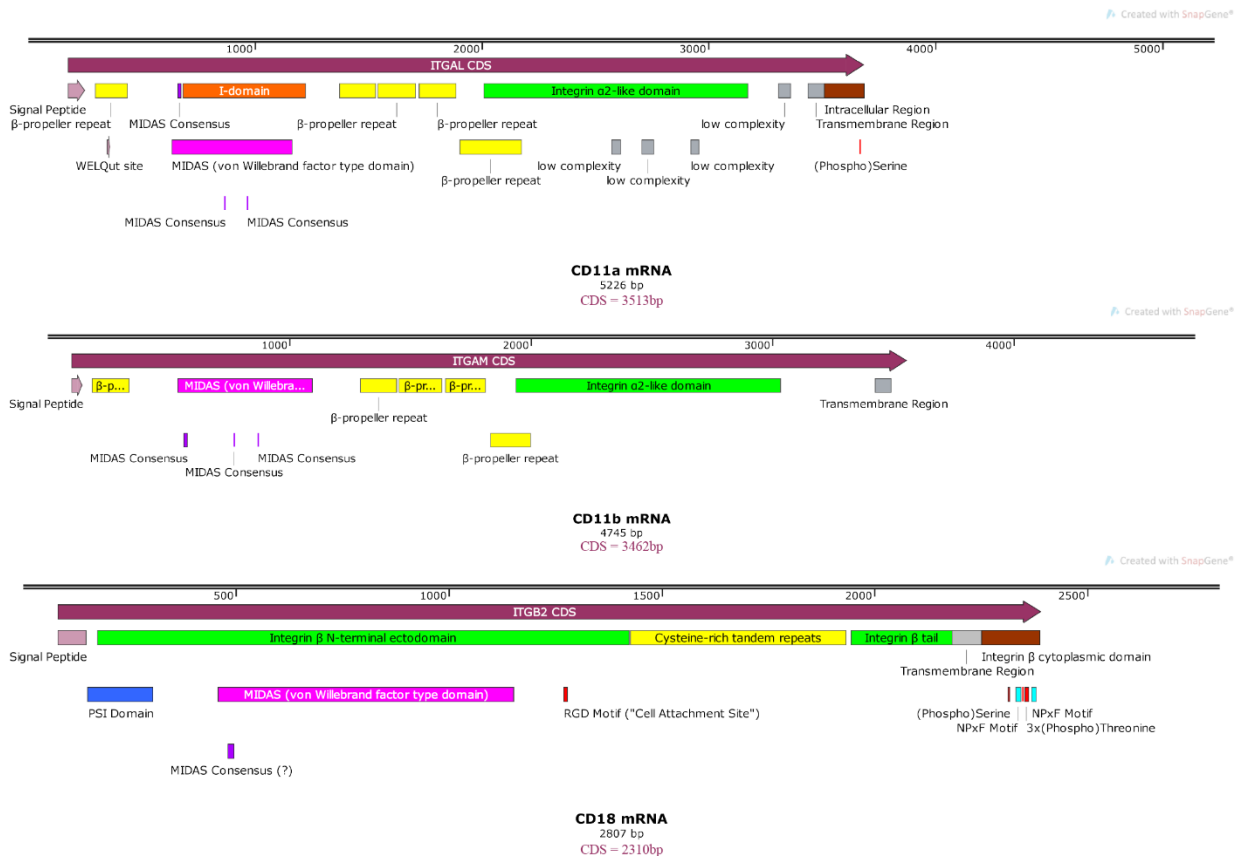 Created with SnapGene®
1000 2000 3000 4000 5000
ITGAL CDS
I-domain Integrin α2-like domain
Signal Peptide Intracellular Region
β-propeller repeat MIDAS Consensus β-propeller repeat β-propeller repeat low complexity Transmembrane Region
MIDAS (von Willebrand factor type domain)
WELQut site low complexity low complexity (Phospho)Serine
β-propeller repeat low complexity
MIDAS Consensus MIDAS Consensus
CD11a mRNA
5226 bp
CDS = 3513bp
Created with SnapGene®
1000 2000 3000 4000
ITGAM CDS
β-p... MIDAS (von Willebra... β-pr... β-pr... Integrin α2-like domain
Signal Peptide Transmembrane Region
β-propeller repeat
MIDAS Consensus MIDAS Consensus β-propeller repeat
MIDAS Consensus
CD11b mRNA
4745 bp
CDS = 3462bp
Created with SnapGene®
500 1000 1500 2000 2500
ITGB2 CDS
Integrin β N-terminal ectodomain Cysteine-rich tandem repeats Integrin β tail
Signal Peptide Integrin β cytoplasmic domain
Transmembrane Region
MIDAS (von Willebrand factor type domain)
PSI Domain RGD Motif ("Cell Attachment Site") (Phospho)Serine NPxF Motif
NPxF Motif 3x(Phospho)Threonine
MIDAS Consensus (?)
CD18 mRNA
2807 bp
CDS = 2310bp